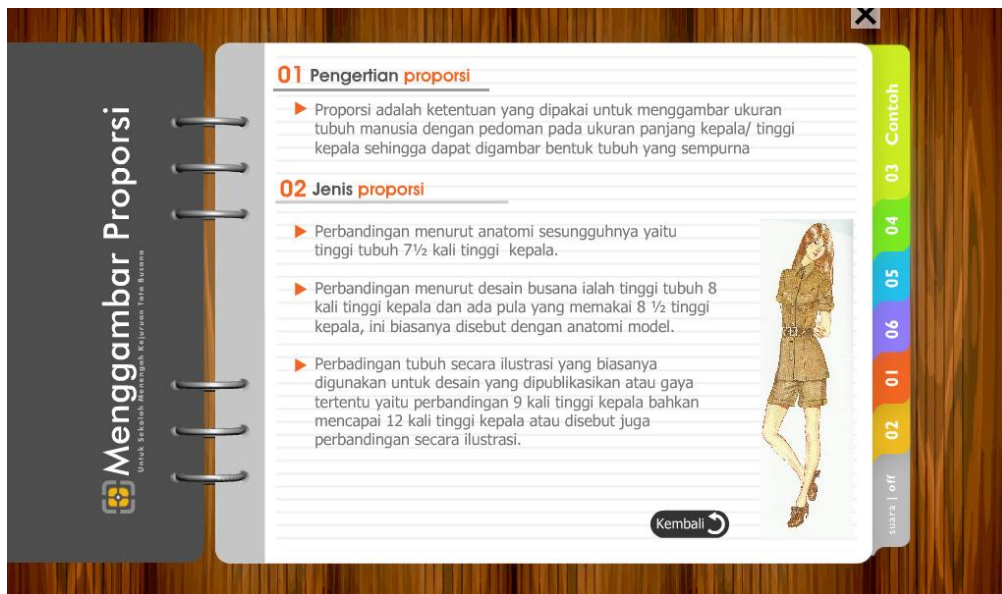 Menggambar Proporsi
Untuk Sekolah Menengah Kejuruan Tata Busana
01 Pengertian proporsi
Proporsi adalah ketentuan yang dipakai untuk menggambar ukuran
tubuh manusia dengan pedoman pada ukuran panjang kepala/ tinggi
kepala sehingga dapat digambar bentuk tubuh yang sempurna
02 Jenis proporsi
Perbandingan menurut anatomi sesungguhnya yaitu
tinggi tubuh 7½ kali tinggi kepala.
Perbandingan menurut desain busana ialah tinggi tubuh 8
kali tinggi kepala dan ada pula yang memakai 8 ½ tinggi
kepala, ini biasanya disebut dengan anatomi model.
Perbadingan tubuh secara ilustrasi yang biasanya
digunakan untuk desain yang dipublikasikan atau gaya
tertentu yaitu perbandingan 9 kali tinggi kepala bahkan
mencapai 12 kali tinggi kepala atau disebut juga
perbandingan secara ilustrasi.
Kembali
03 Contoh
04
05
06
01
02
suara | off
X